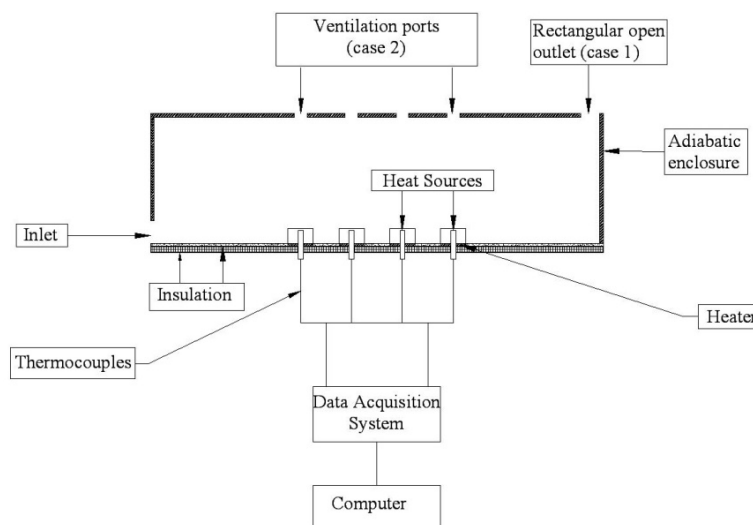 Ventilation ports
(case 2)
Rectangular open
outlet (case 1)
Adiabatic
enclosure
Heat Sources
Inlet
Insulation
Heater
Thermocouples
Data Acquisition
System
Computer